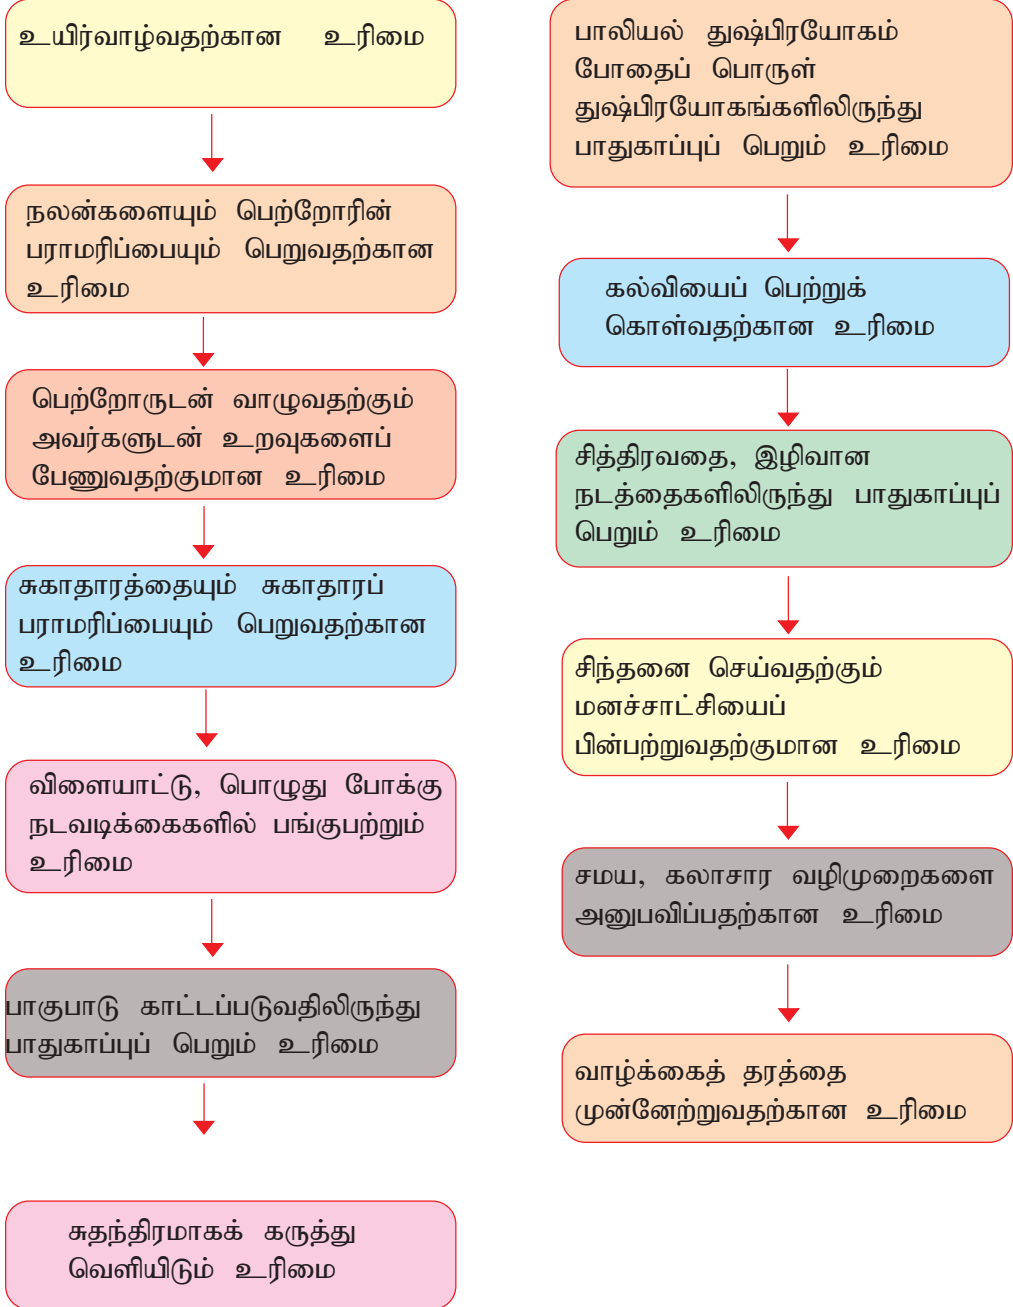 உயிர்வாழ்வதற்கான உரிமை
நலன்களையும் பெற்றோரின்
பராமரிப்பையும் பெறுவதற்கான
உரிமை
பெற்றோருடன் வாழுவதற்கும்
அவர்களுடன் உறவுகளைப்
பேணுவதற்குமான உரிமை
சுகாதாரத்தையும் சுகாதாரப்
பராமரிப்பையும் பெறுவதற்கான
உரிமை
விளையாட்டு, பொழுது போக்கு
நடவடிக்கைகளில் பங்குபற்றும்
உரிமை
பாகுபாடு காட்டப்படுவதிலிருந்து
பாதுகாப்புப் பெறும் உரிமை
சுதந்திரமாகக் கருத்து
வெளியிடும் உரிமை
பாலியல் துஷ்பிரயோகம்
போதைப் பொருள்
துஷ்பிரயோகங்களிலிருந்து
பாதுகாப்புப் பெறும் உரிமை
கல்வியைப் பெற்றுக்
கொள்வதற்கான உரிமை
சித்திரவதை, இழிவான
நடத்தைகளிலிருந்து பாதுகாப்புப்
பெறும் உரிமை
சிந்தனை செய்வதற்கும்
மனச்சாட்சியைப்
பின்பற்றுவதற்குமான உரிமை
சமய, கலாசார வழிமுறைகளை
அனுபவிப்பதற்கான உரிமை
வாழ்க்கைத் தரத்தை
முன்னேற்றுவதற்கான உரிமை